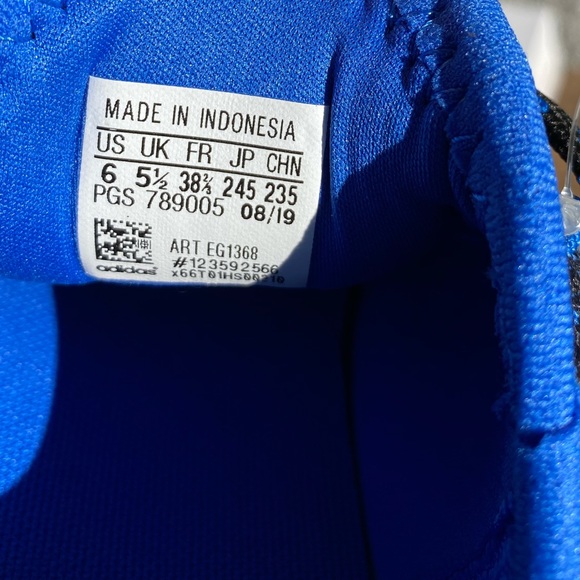 MADE IN INDONESIA
US UK FR JP CHN
6 5½ 38⅔ 245 235
PGS 789005 08/19
ART EG1368
adidas #123592566
x66T01HS00210